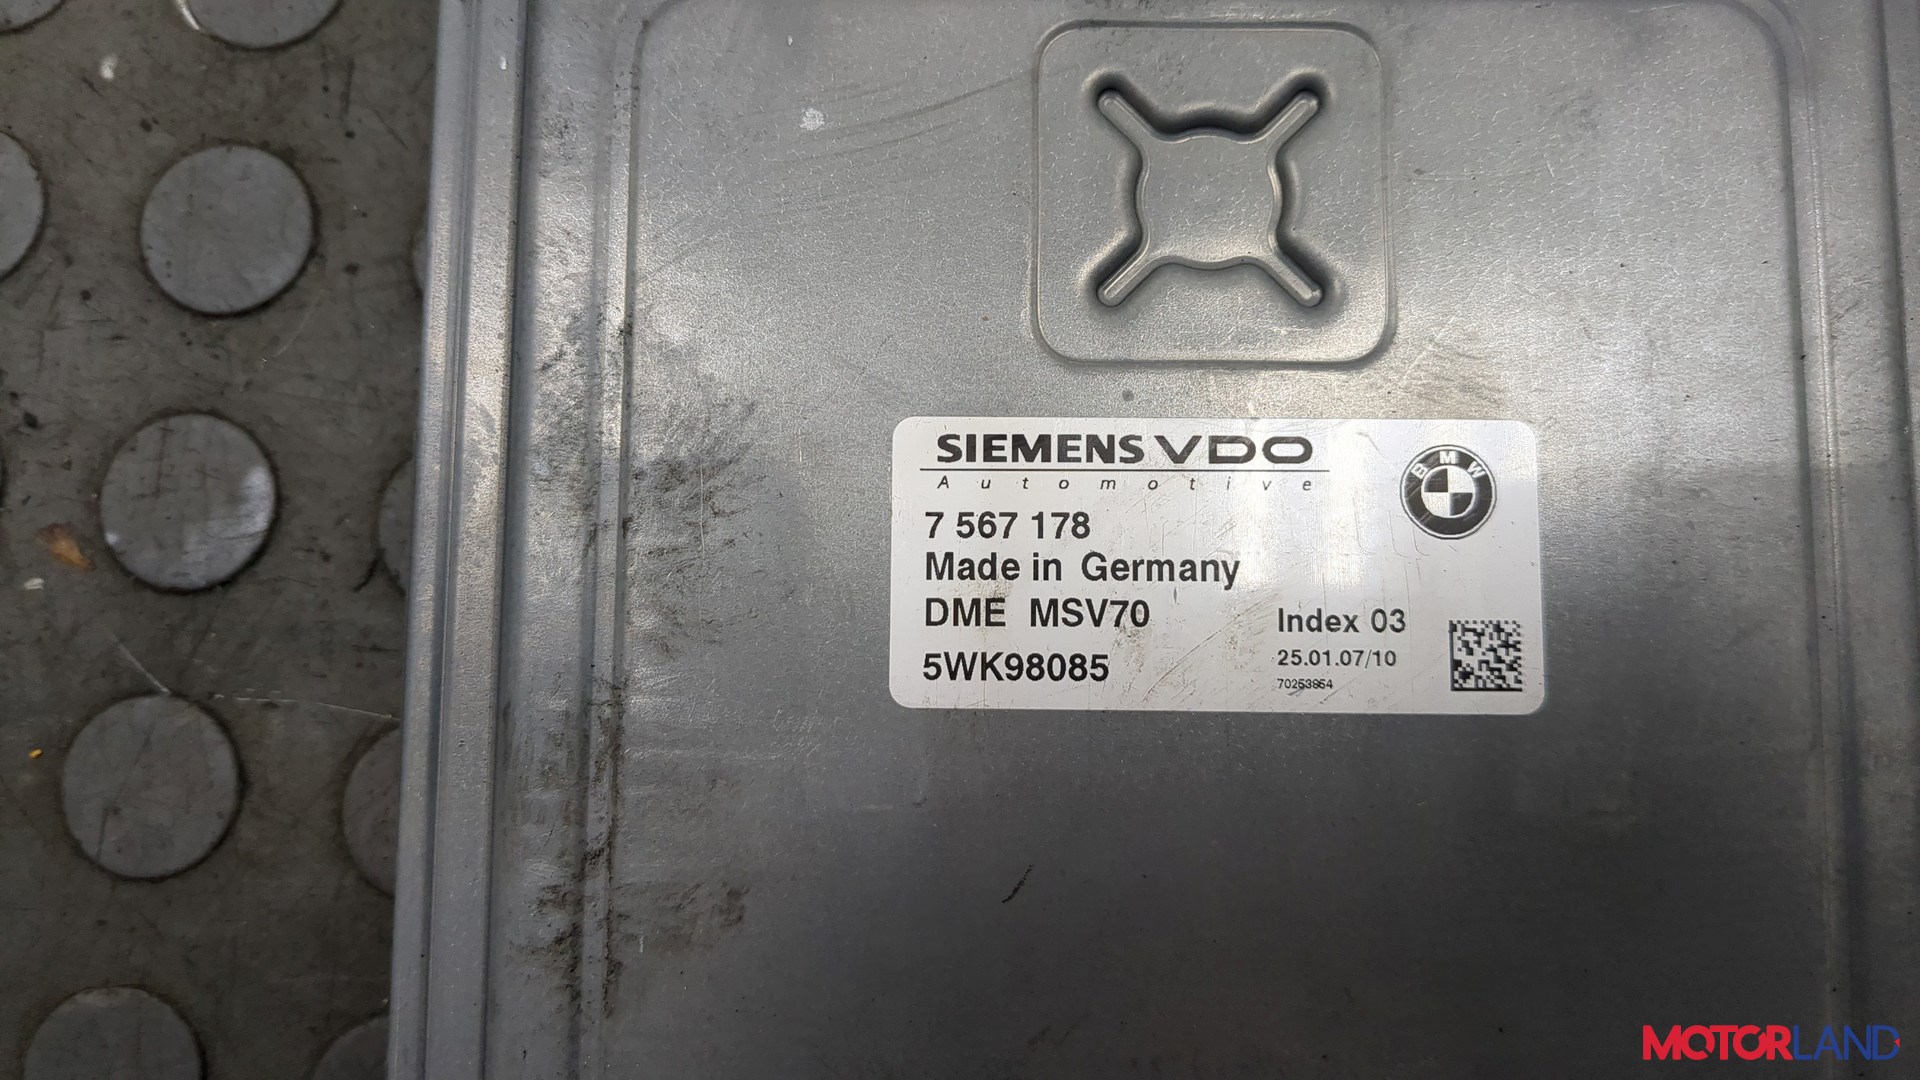 SIEMENS VDO
Automotive
BMW
7 567 178
Made in Germany
DME MSV70
Index 03
5WK98085
25.01.07/10
70253854
MOTORLAND